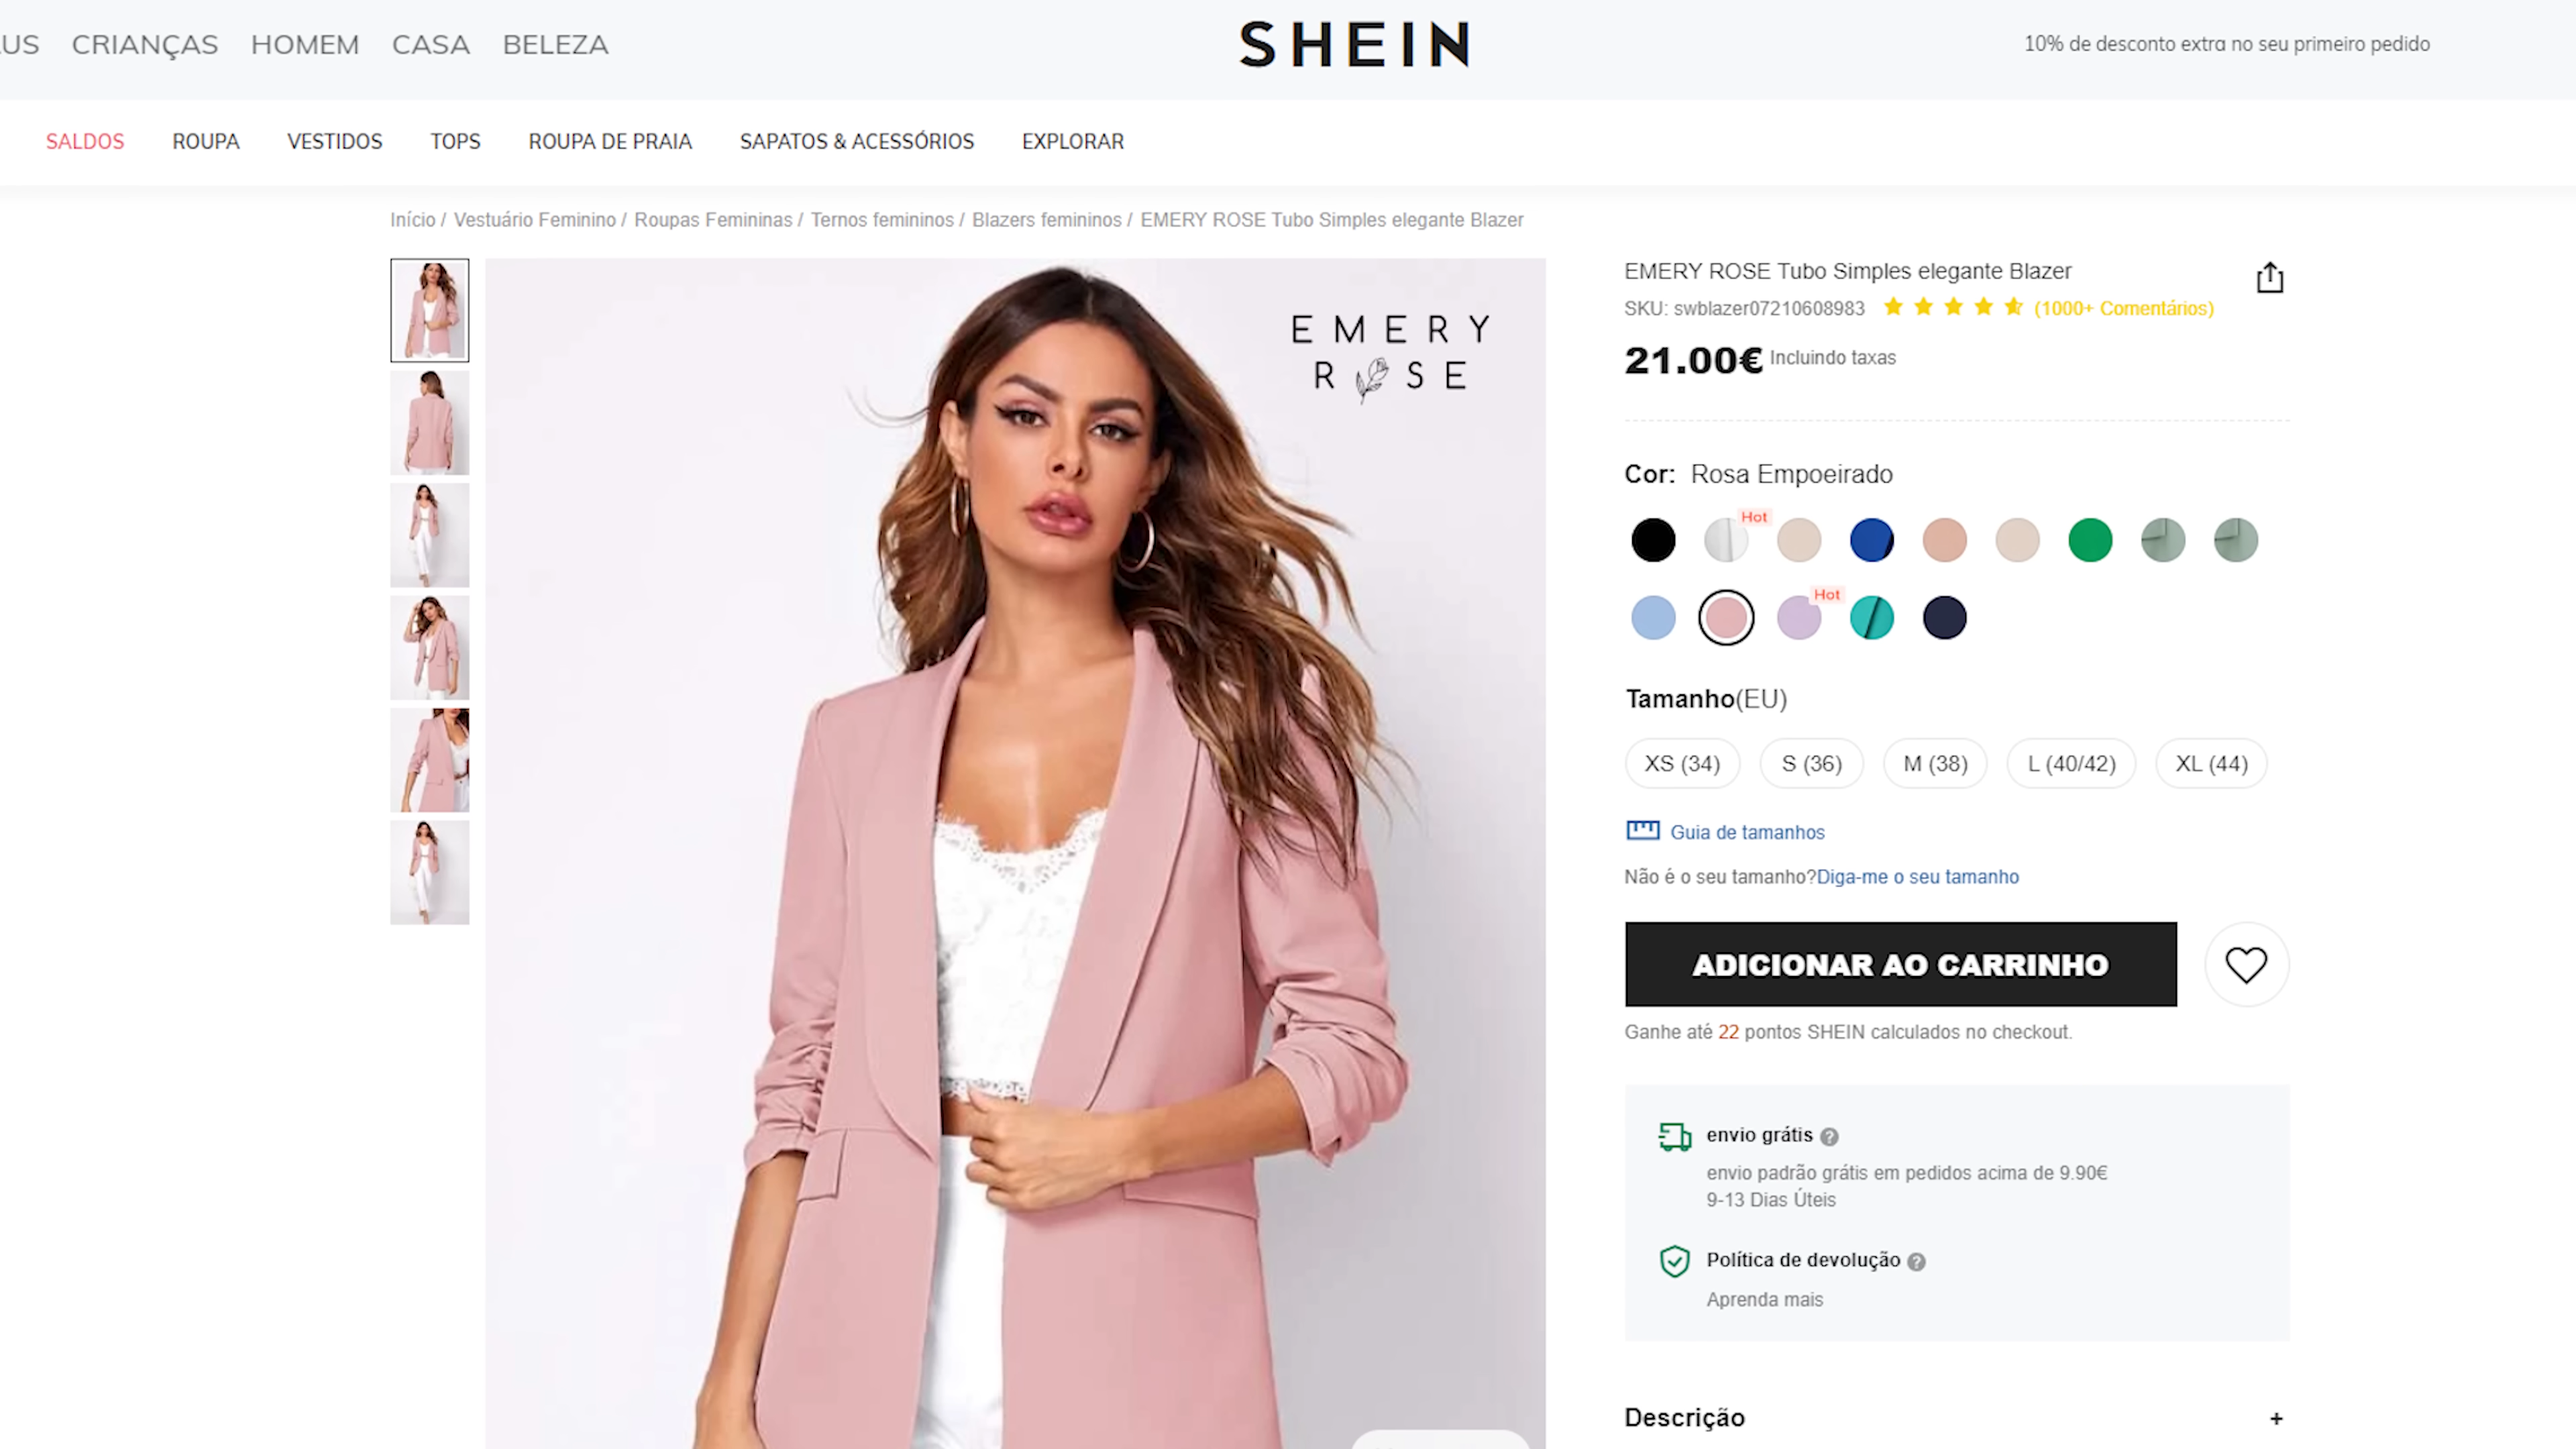 US CRIANÇAS HOMEM CASA BELEZA
SHEIN
10% de desconto extra no seu primeiro pedido
SALDOS ROUPA VESTIDOS TOPS ROUPA DE PRAIA SAPATOS & ACESSÓRIOS EXPLORAR
Início / Vestuário Feminino / Roupas Femininas / Ternos femininos / Blazers femininos / EMERY ROSE Tubo Simples elegante Blazer
EMERY
ROSE
EMERY ROSE Tubo Simples elegante Blazer
SKU: swblazer07210608983 (1000+ Comentários)
21.00€ Incluindo taxas
Cor: Rosa Empoeirado
Hot
Hot
Tamanho(EU)
XS (34) S (36) M (38) L (40/42) XL (44)
Guia de tamanhos
Não é o seu tamanho?Diga-me o seu tamanho
ADICIONAR AO CARRINHO
Ganhe até 22 pontos SHEIN calculados no checkout.
envio grátis ?
envio padrão grátis em pedidos acima de 9.90€
9-13 Dias Úteis
Política de devolução ?
Aprenda mais
Descrição +